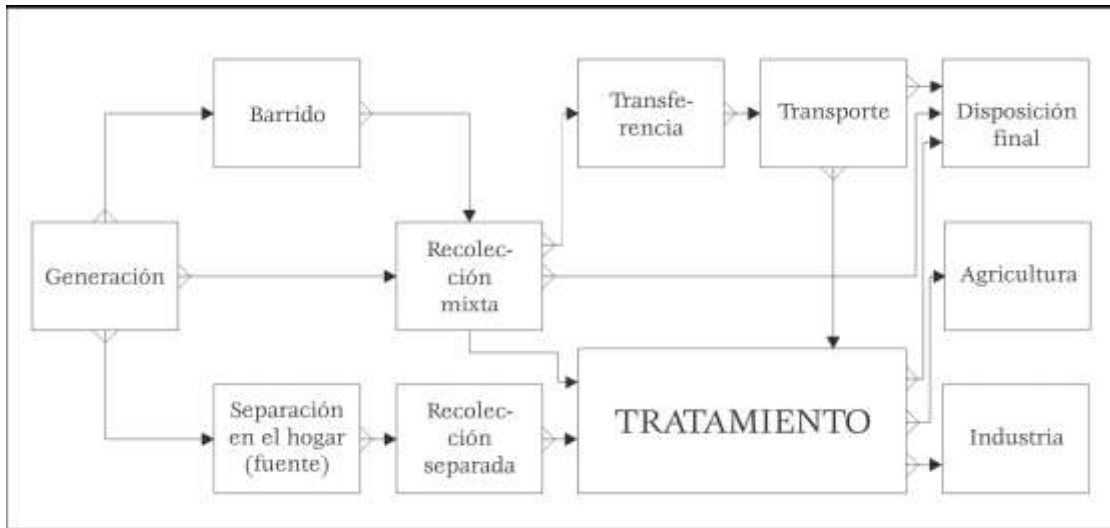 Barrido
Transfe-
rencia
Transporte
Disposición
final
Generación
Recolec-
ción
mixta
Agricultura
Separación
en el hogar
(fuente)
Recolec-
ción
separada
TRATAMIENTO
Industria